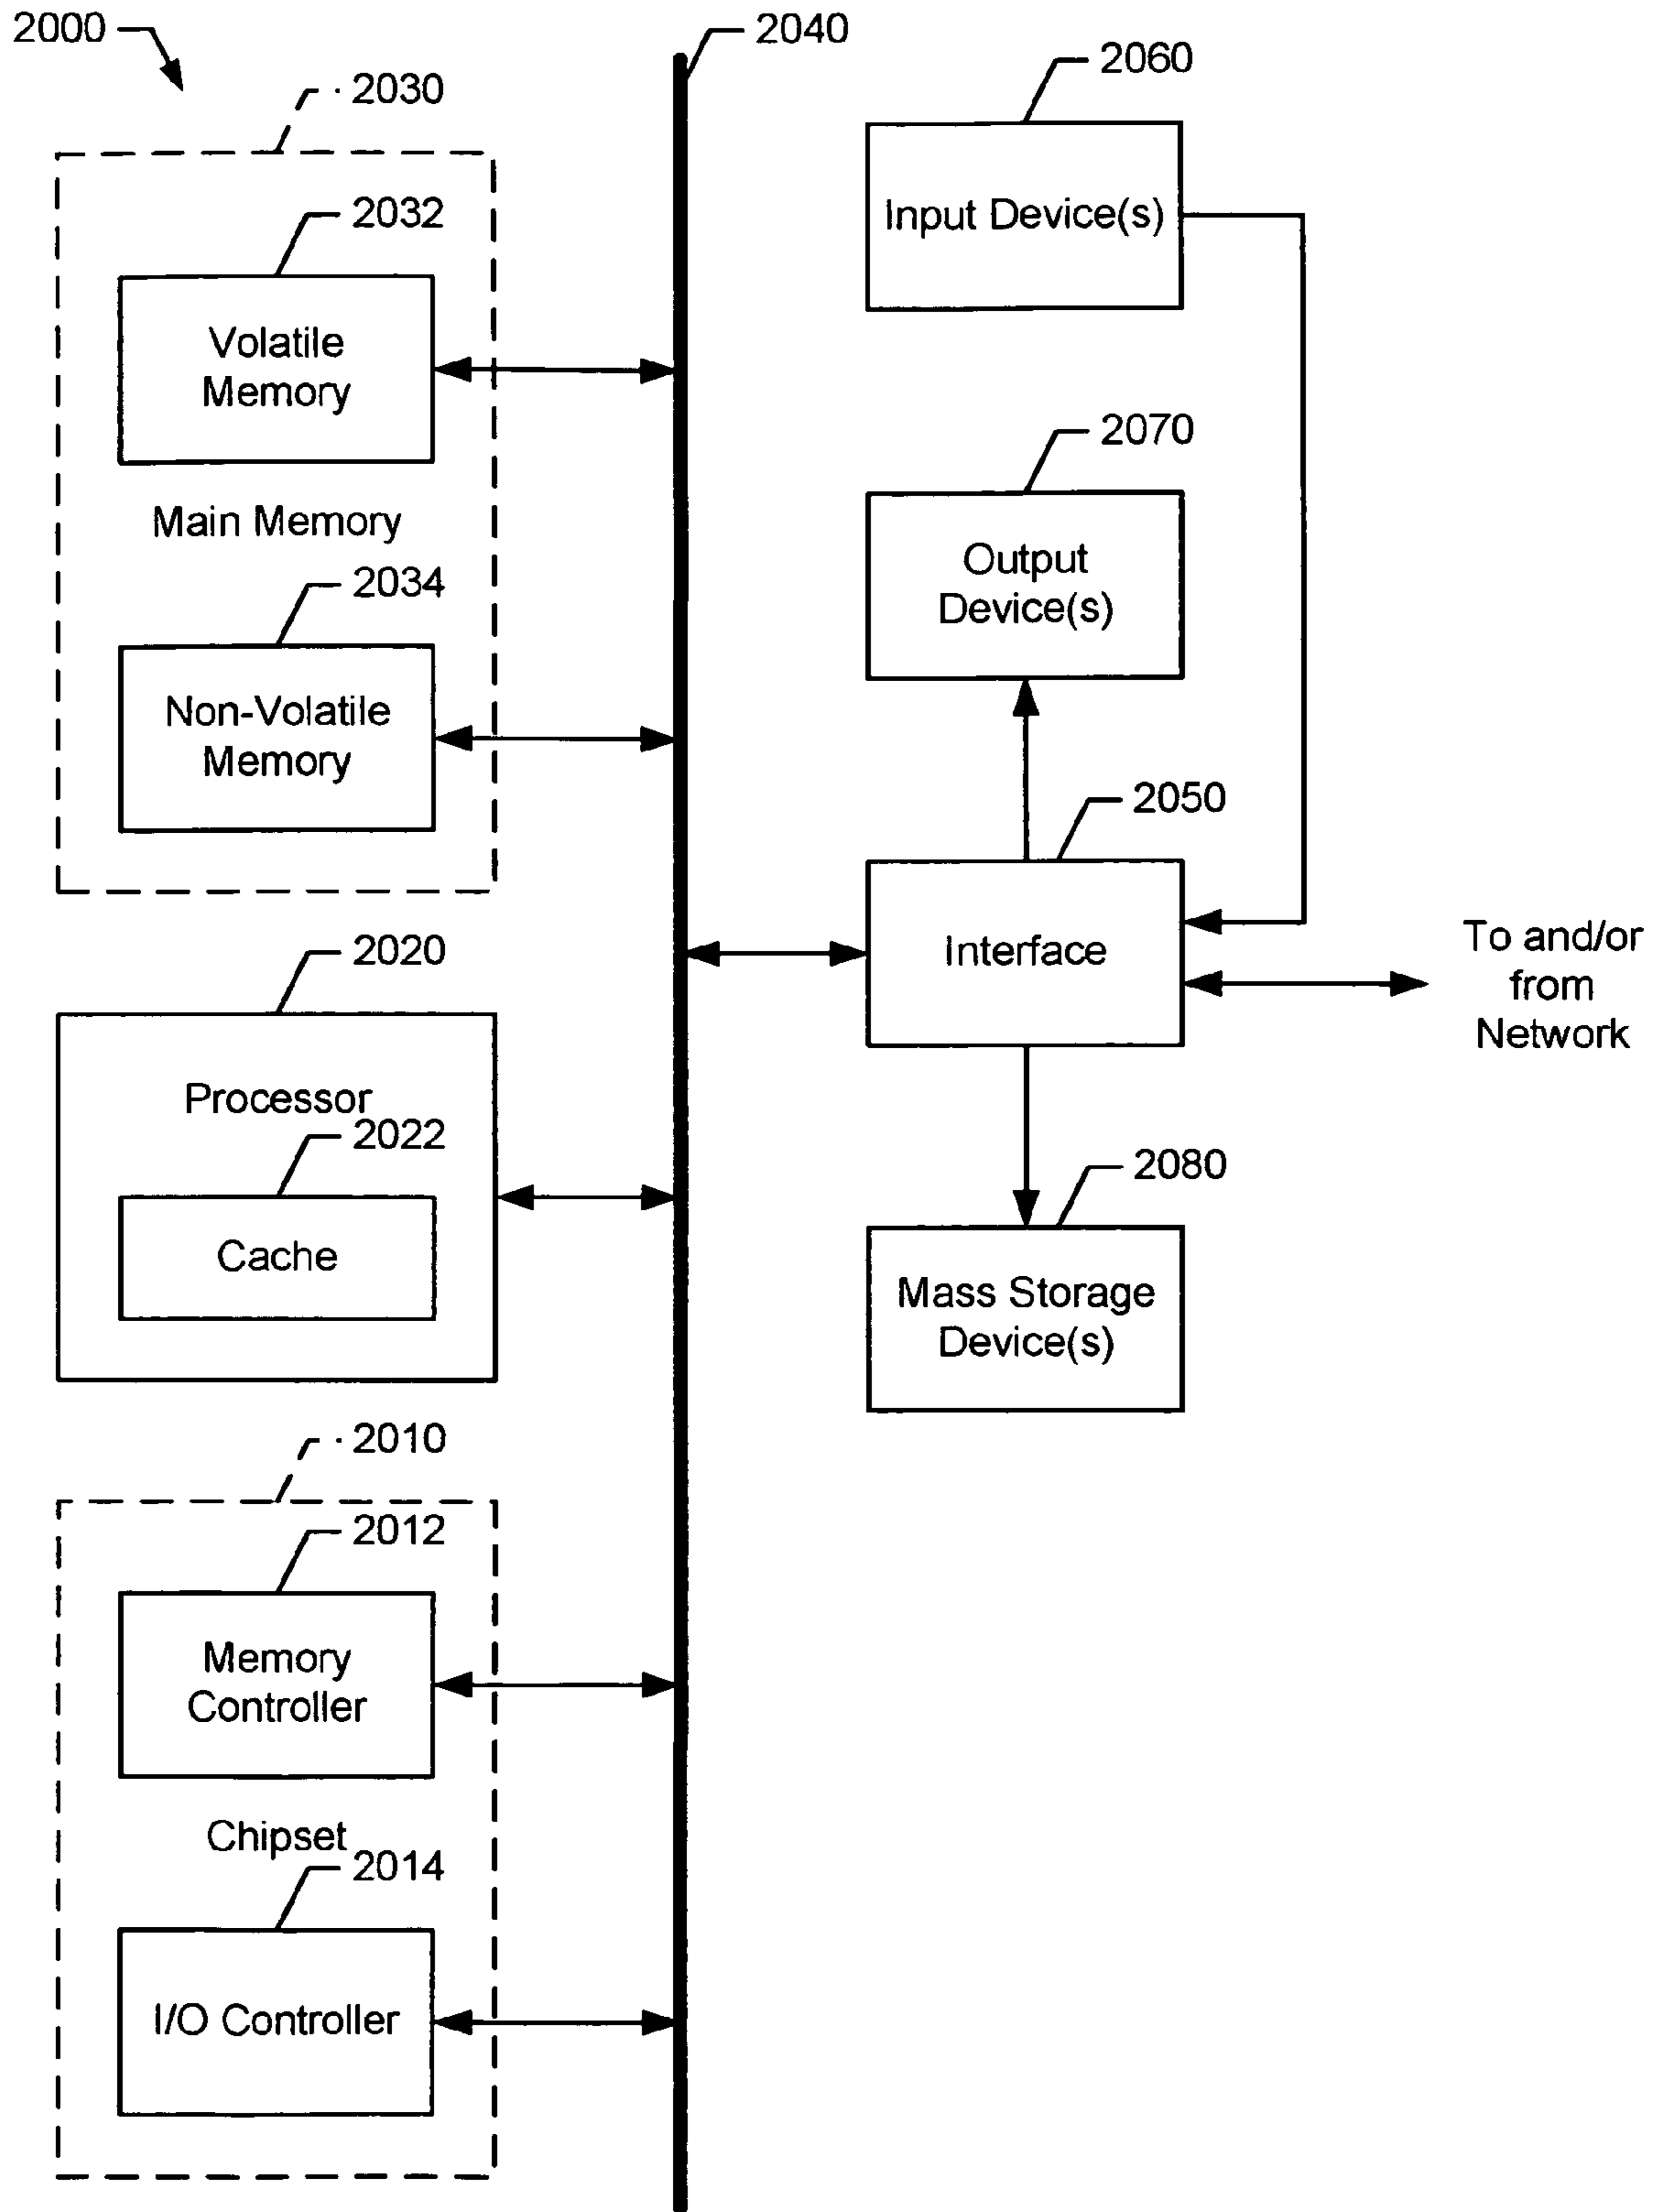 2000
2040
2060
2030
2032
Input Device(s)
Volatile
Memory
2070
Main Memory
Output
Device(s)
2034
Non-Volatile
Memory
2050
Interface
To and/or
from
Network
2020
Processor
2022
Cache
2080
Mass Storage
Device(s)
2010
2012
Memory
Controller
Chipset
2014
I/O Controller